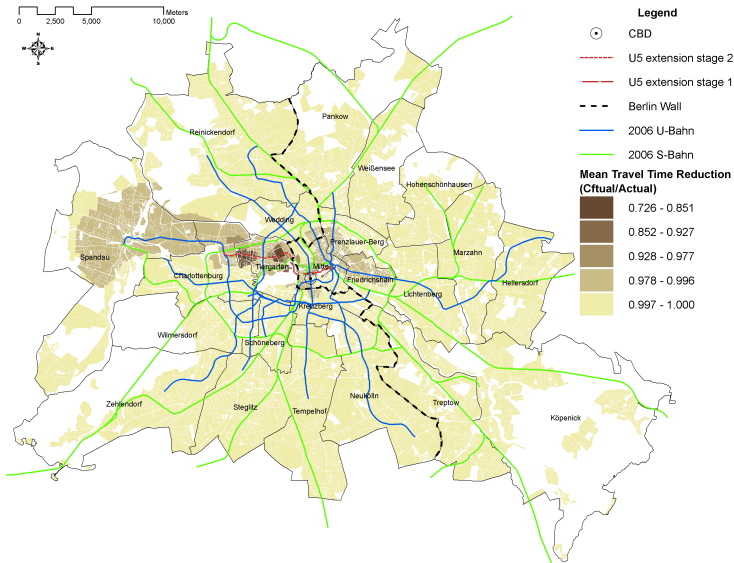 Meters
0 2,500 5,000 10,000
N
W E
S
Legend
CBD
U5 extension stage 2
U5 extension stage 1
Berlin Wall
2006 U-Bahn
2006 S-Bahn
Mean Travel Time Reduction
(Cftual/Actual)
0.726 - 0.851
0.852 - 0.927
0.928 - 0.977
0.978 - 0.996
0.997 - 1.000
Pankow
Reinickendorf
Weißensee
Hohenschönhausen
Wedding
Prenzlauer-Berg
Marzahn
Spandau
Tiergarten
Mitte
Charlottenburg
Friedrichshain
Hellersdorf
Lichtenberg
Kreuzberg
Wilmersdorf
Schöneberg
Zehlendorf
Steglitz
Tempelhof
Neukölln
Treptow
Köpenick